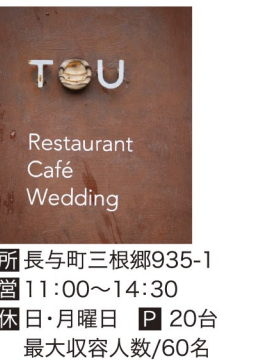 TOU
Restaurant
Café
Wedding
所 長与町三根郷935-1
営 11:00〜14:30
休 日・月曜日 P 20台
最大収容人数/60名